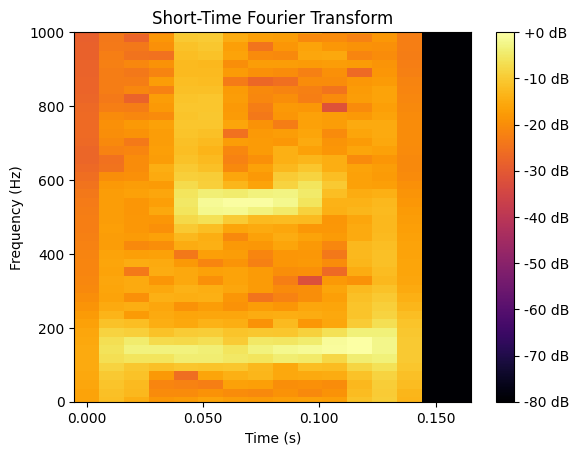 Short-Time Fourier Transform
1000
800
600
400
200
0
Frequency (Hz)
0.000
0.050
0.100
0.150
Time (s)
+0 dB
-10 dB
-20 dB
-30 dB
-40 dB
-50 dB
-60 dB
-70 dB
-80 dB